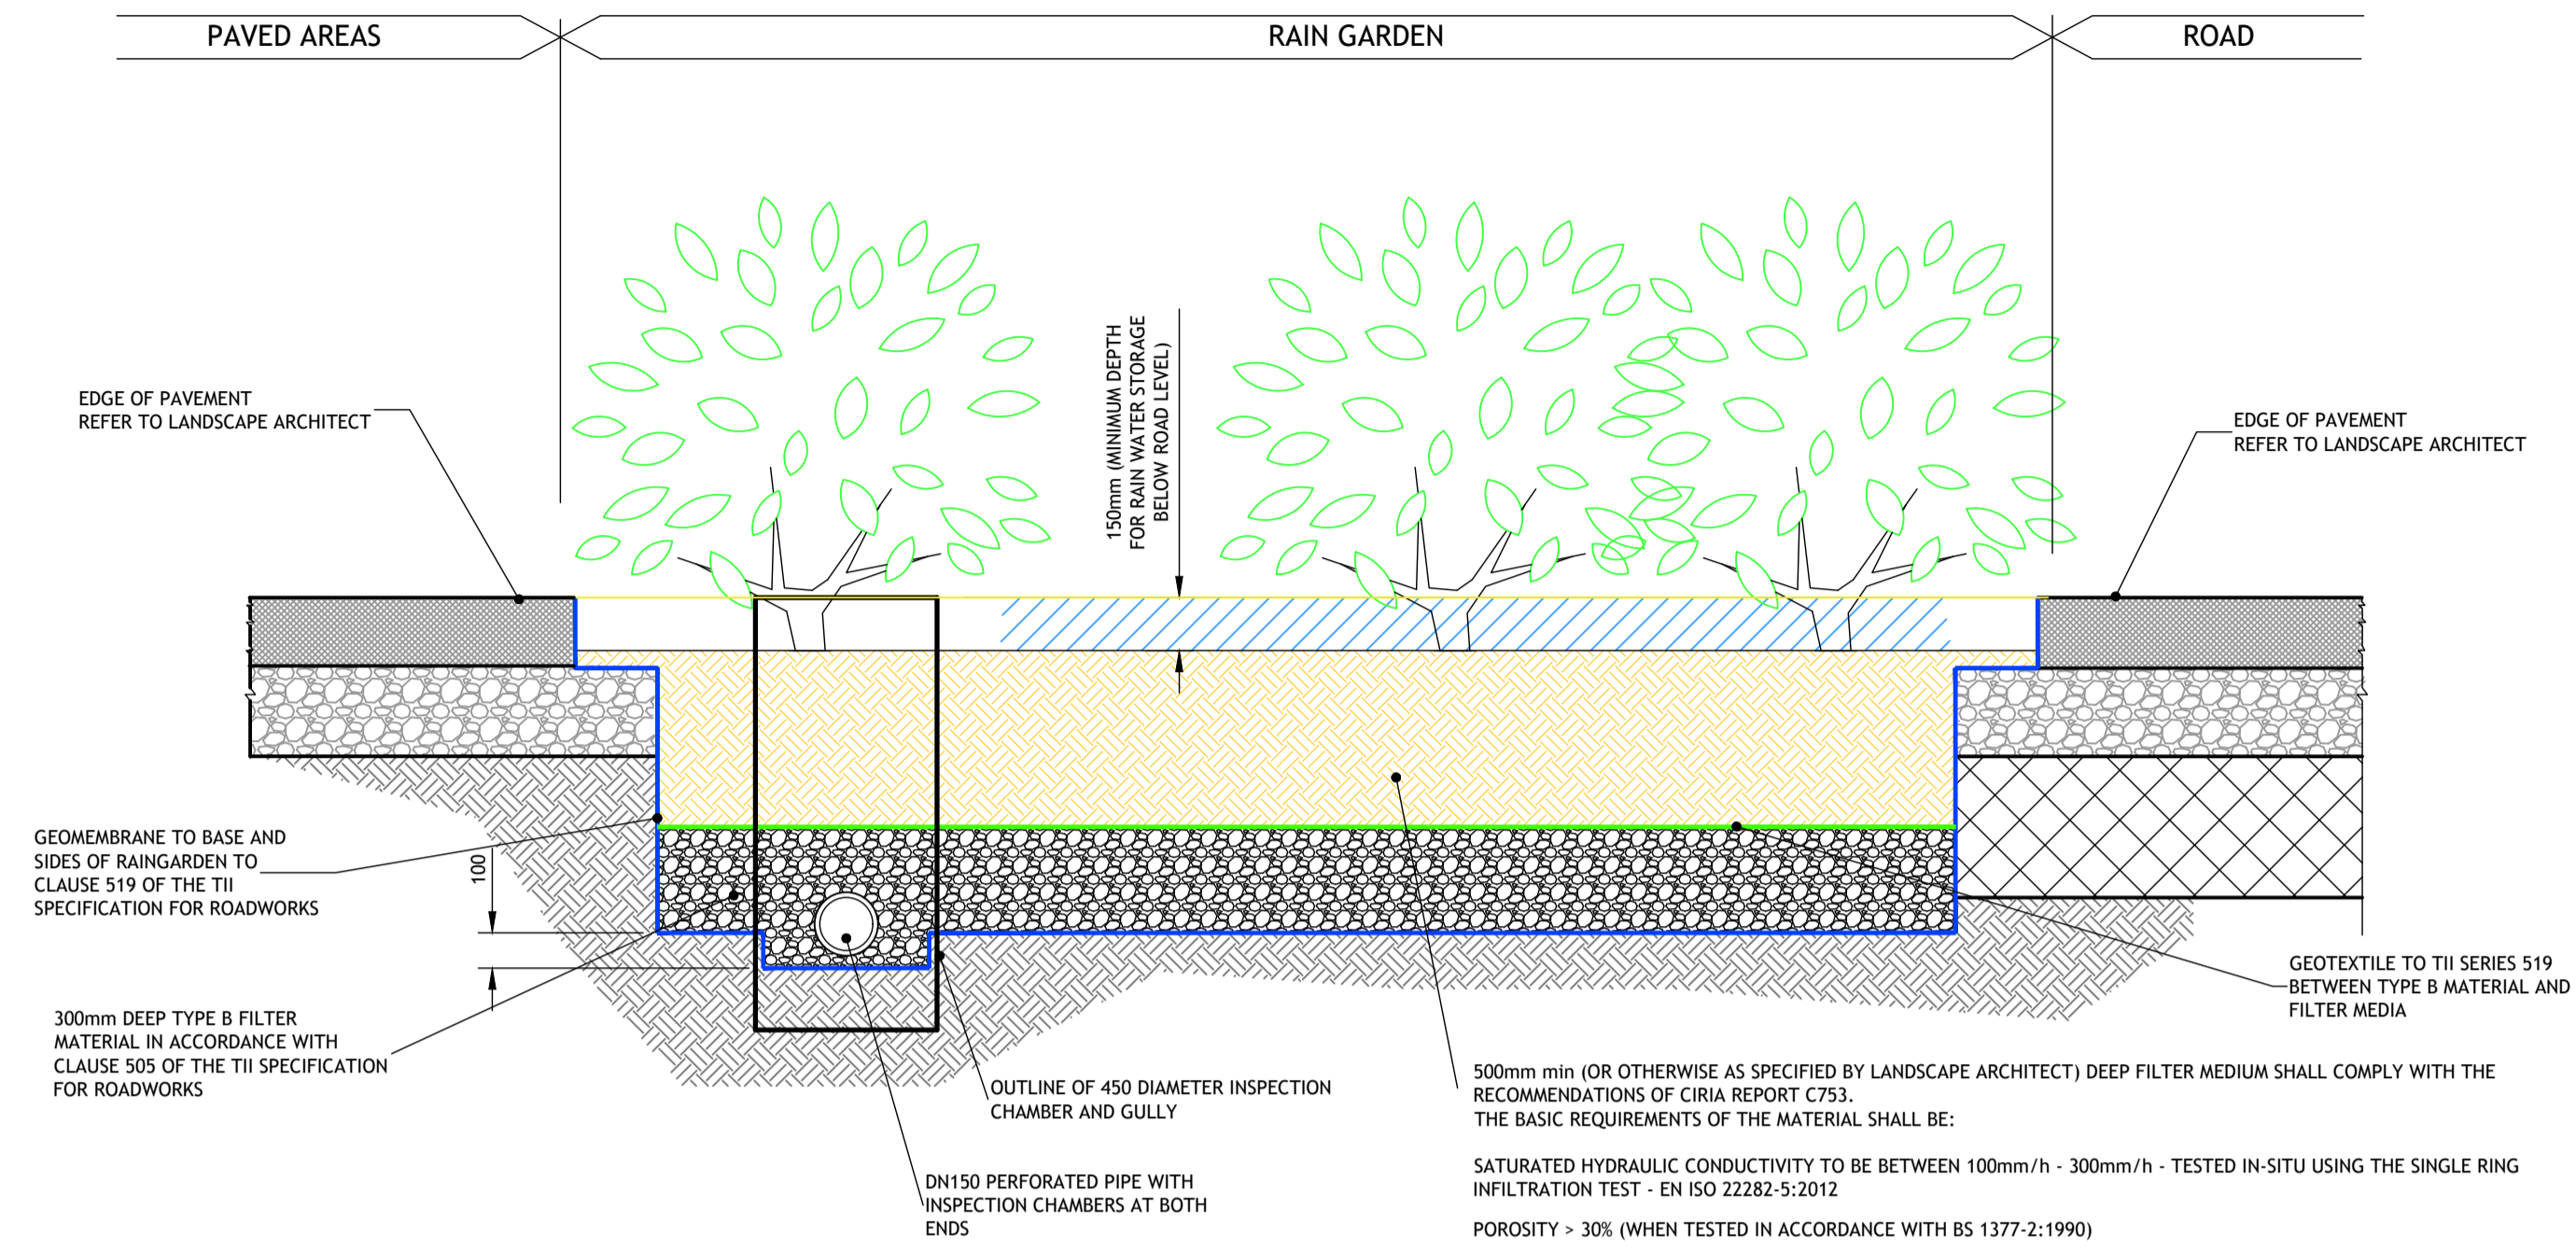 PAVED AREAS
RAIN GARDEN
ROAD
150mm (MINIMUM DEPTH
FOR RAIN WATER STORAGE
BELOW ROAD LEVEL)
EDGE OF PAVEMENT
REFER TO LANDSCAPE ARCHITECT
EDGE OF PAVEMENT
REFER TO LANDSCAPE ARCHITECT
GEOMEMBRANE TO BASE AND
SIDES OF RAINGARDEN TO
CLAUSE 519 OF THE TII
SPECIFICATION FOR ROADWORKS
100
300mm DEEP TYPE B FILTER
MATERIAL IN ACCORDANCE WITH
CLAUSE 505 OF THE TII SPECIFICATION
FOR ROADWORKS
OUTLINE OF 450 DIAMETER INSPECTION
CHAMBER AND GULLY
DN150 PERFORATED PIPE WITH
INSPECTION CHAMBERS AT BOTH
ENDS
GEOTEXTILE TO TII SERIES 519
BETWEEN TYPE B MATERIAL AND
FILTER MEDIA
500mm min (OR OTHERWISE AS SPECIFIED BY LANDSCAPE ARCHITECT) DEEP FILTER MEDIUM SHALL COMPLY WITH THE
RECOMMENDATIONS OF CIRIA REPORT C753.
THE BASIC REQUIREMENTS OF THE MATERIAL SHALL BE:
SATURATED HYDRAULIC CONDUCTIVITY TO BE BETWEEN 100mm/h - 300mm/h - TESTED IN-SITU USING THE SINGLE RING
INFILTRATION TEST - EN ISO 22282-5:2012
POROSITY > 30% (WHEN TESTED IN ACCORDANCE WITH BS 1377-2:1990)